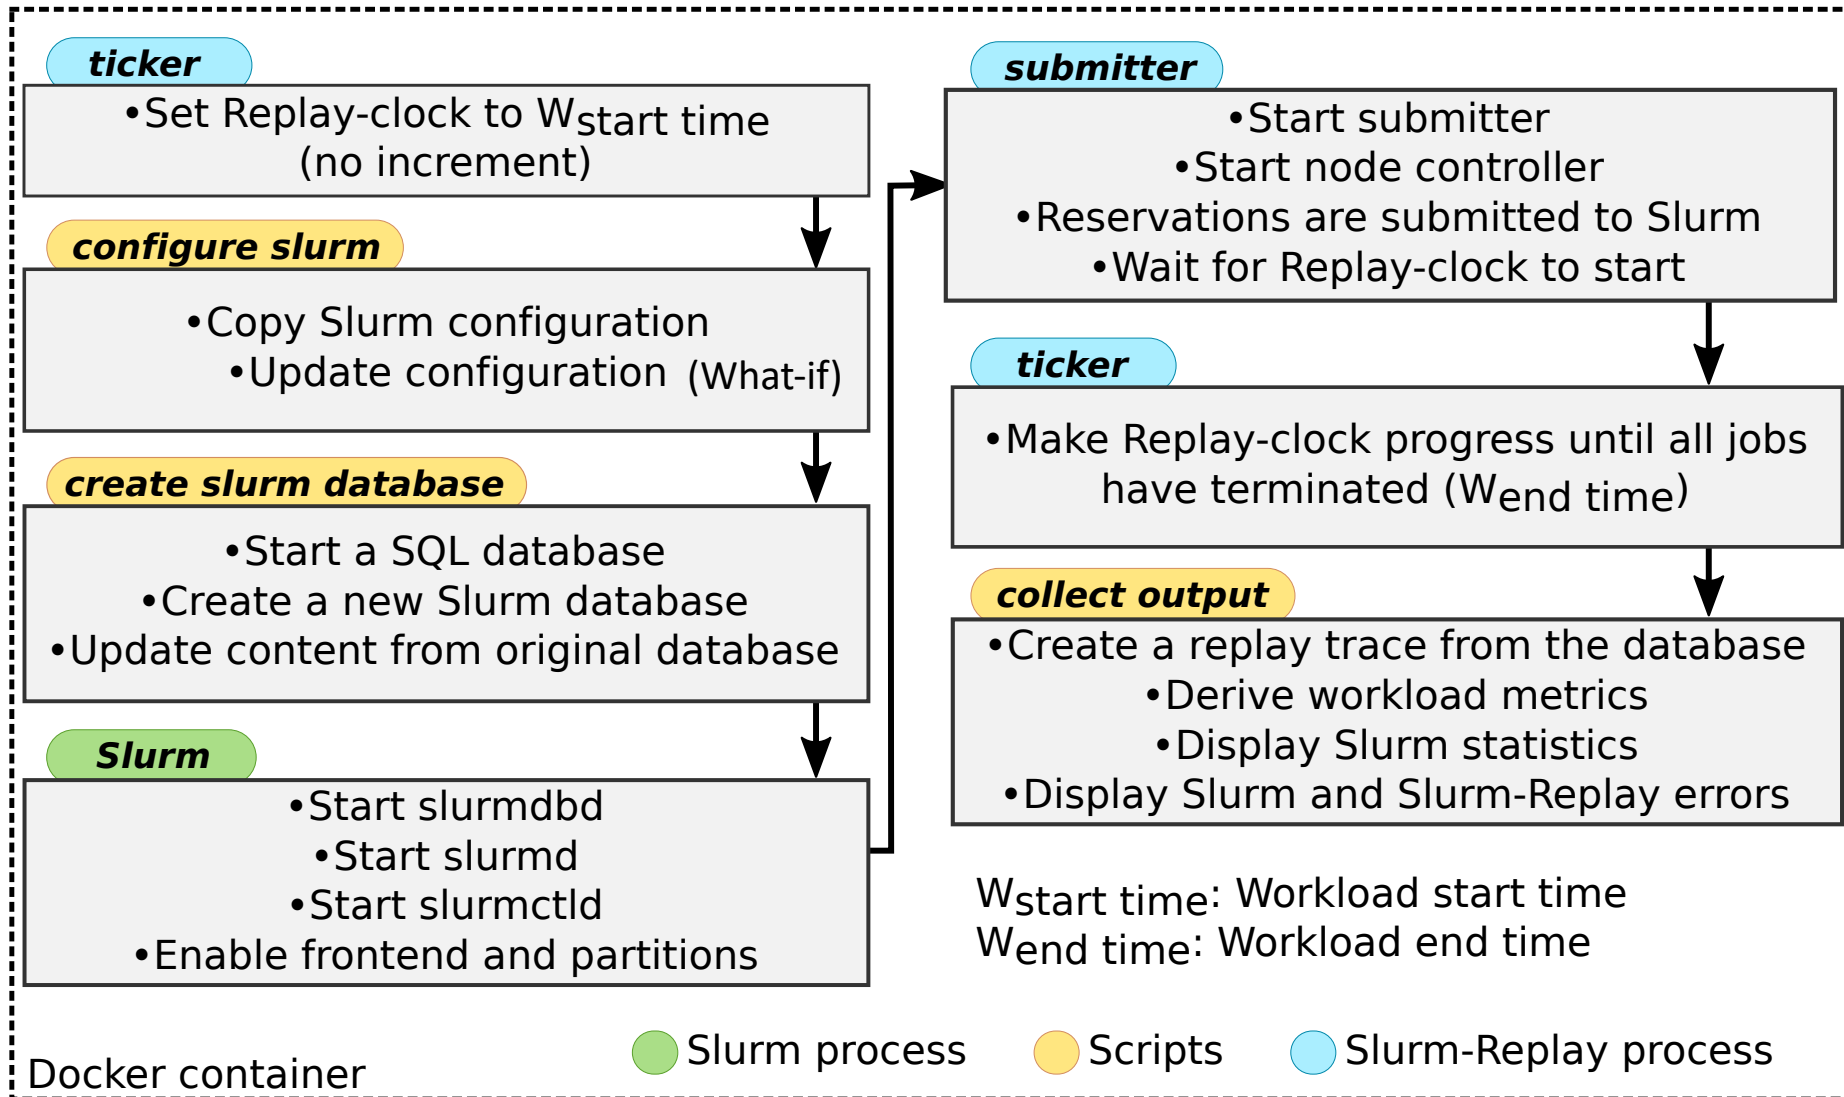 ticker
•Set Replay-clock to Wstart time
(no increment)
configure slurm
•Copy Slurm configuration
•Update configuration (What-if)
create slurm database
•Start a SQL database
•Create a new Slurm database
•Update content from original database
Slurm
•Start slurmdbd
•Start slurmd
•Start slurmctld
•Enable frontend and partitions
submitter
•Start submitter
•Start node controller
•Reservations are submitted to Slurm
•Wait for Replay-clock to start
ticker
•Make Replay-clock progress until all jobs
have terminated (Wend time)
collect output
•Create a replay trace from the database
•Derive workload metrics
•Display Slurm statistics
•Display Slurm and Slurm-Replay errors
Wstart time: Workload start time
Wend time: Workload end time
Slurm process
Scripts
Slurm-Replay process
Docker container